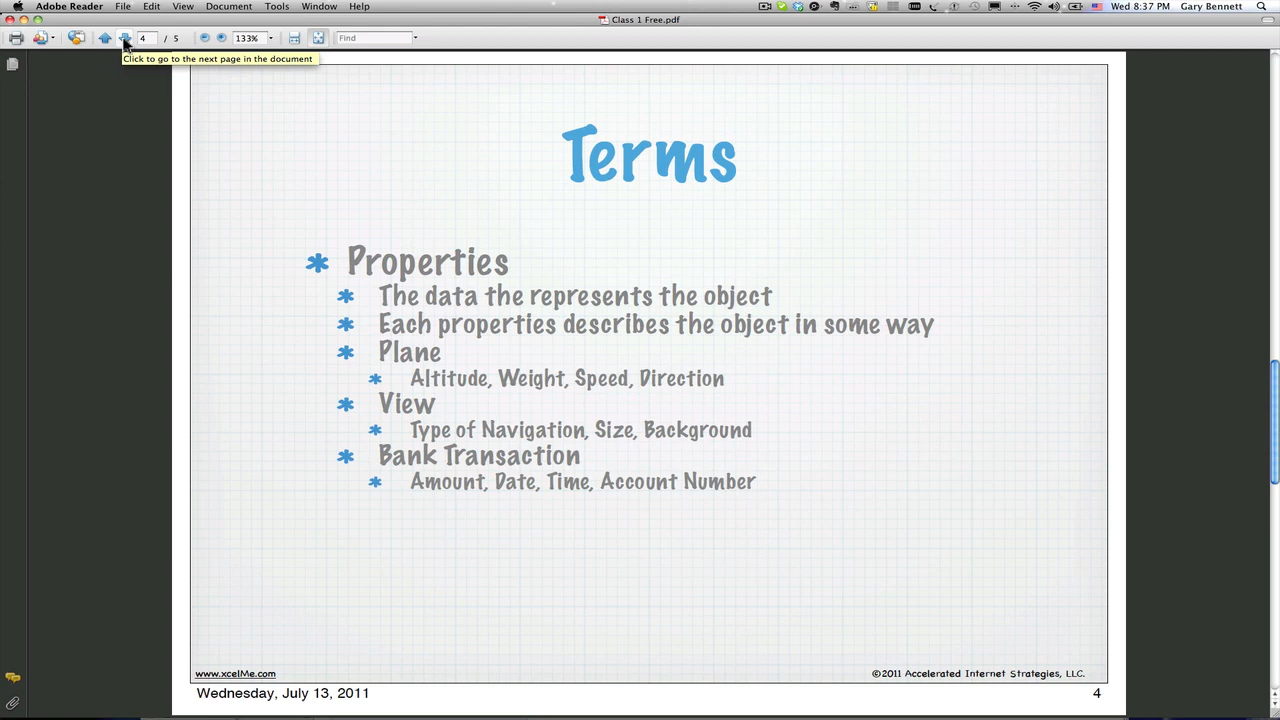 Adobe Reader File Edit View Document Tools Window Help Wed 8:37 PM Gary Bennett
Class 1 Free.pdf
4 / 5 133% Find
Click to go to the next page in the document
Terms
* Properties
* The data the represents the object
* Each properties describes the object in some way
* Plane
* Altitude, Weight, Speed, Direction
* View
* Type of Navigation, Size, Background
* Bank Transaction
* Amount, Date, Time, Account Number
www.xcelMe.com ©2011 Accelerated Internet Strategies, LLC.
Wednesday, July 13, 2011 4